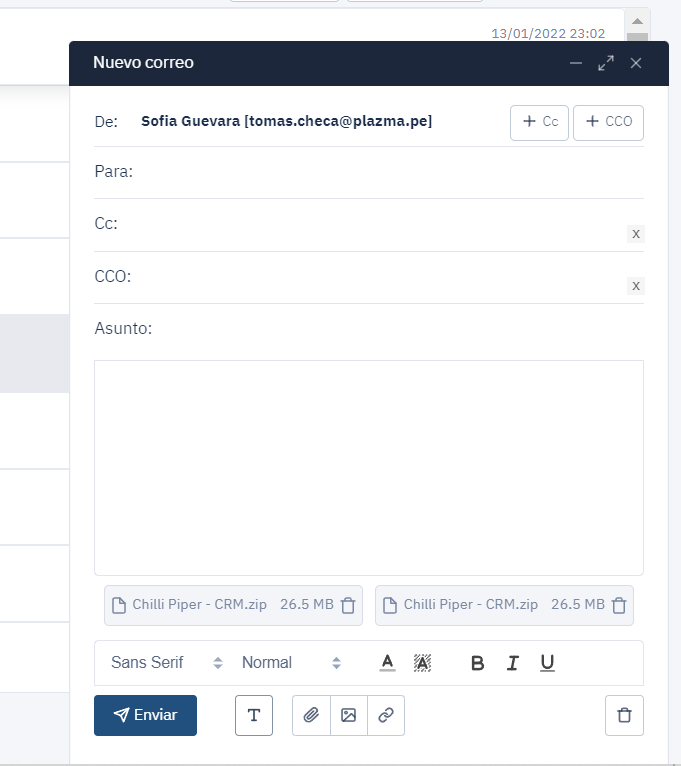 13/01/2022 23:02
Nuevo correo
De: Sofia Guevara [tomas.checa@plazma.pe] + Cc + CCO
Para:
Cc: x
CCO: x
Asunto:
Chilli Piper - CRM.zip 26.5 MB Chilli Piper - CRM.zip 26.5 MB
Sans Serif Normal A A B I U
Enviar T